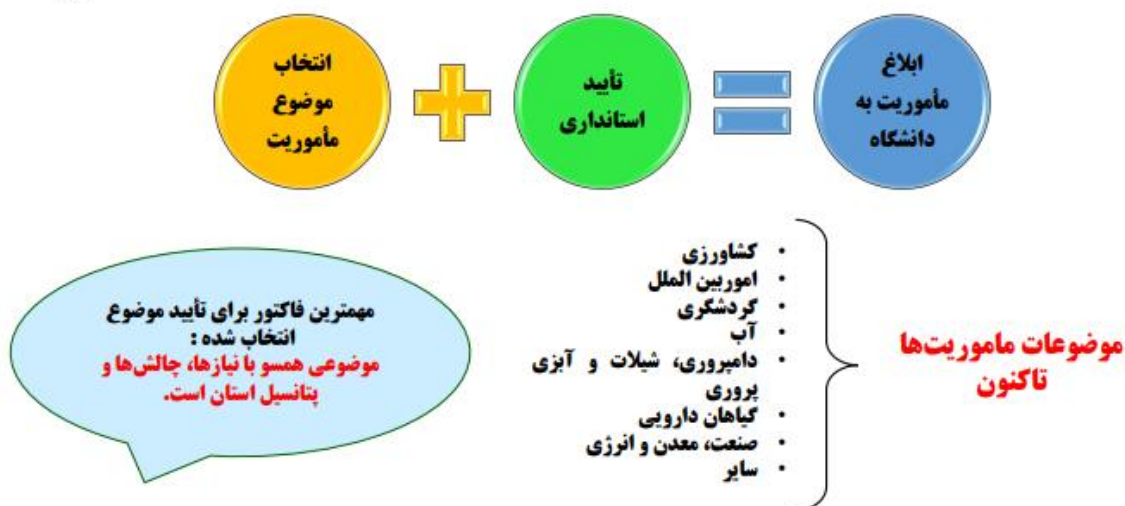 انتخاب
موضوع
مأموریت
تأیید
استانداری
ابلاغ
مأموریت به
دانشگاه
موضوعات ماموریت‌ها
تاکنون
• کشاورزی
• اموربین الملل
• گردشگری
• آب
• دامپروری، شیلات و آبزی
پروری
• گیاهان دارویی
• صنعت، معدن و انرژی
• سایر
مهمترین فاکتور برای تأیید موضوع
انتخاب شده :
موضوعی همسو با نیازها، چالش‌ها و
پتانسیل استان است.